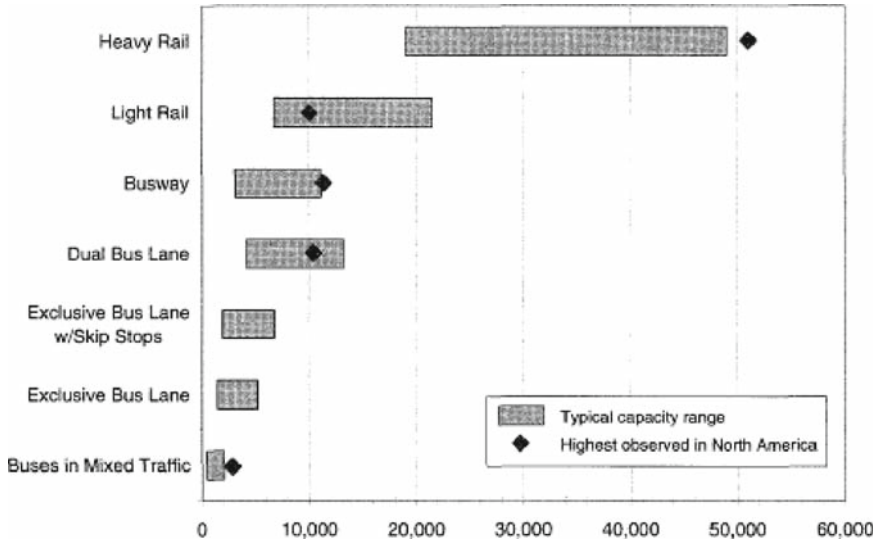 Heavy Rail
Light Rail
Busway
Dual Bus Lane
Exclusive Bus Lane
w/Skip Stops
Exclusive Bus Lane
Buses in Mixed Traffic
Typical capacity range
Highest observed in North America
0 10,000 20,000 30,000 40,000 50,000 60,000